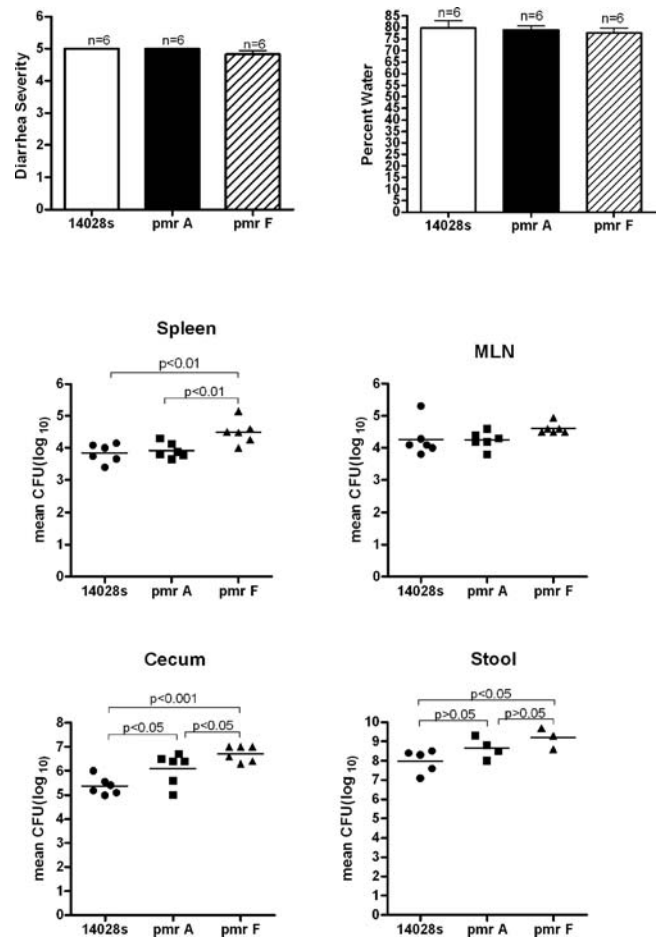 n=6 n=6 n=6
Diarrhea Severity
6
5
4
3
2
1
0
14028s pmr A pmr F
n=6 n=6 n=6
Percent Water
85
80
75
70
65
60
55
50
45
40
35
30
25
20
15
10
5
0
14028s pmr A pmr F
Spleen
p<0.01
p<0.01
mean CFU(log 10)
6
5
4
3
2
1
0
14028s pmr A pmr F
MLN
mean CFU(log 10)
6
5
4
3
2
1
0
14028s pmr A pmr F
Cecum
p<0.001
p<0.05 p<0.05
mean CFU(log 10)
8
7
6
5
4
3
2
1
0
14028s pmr A pmr F
Stool
p<0.05
p>0.05 p>0.05
mean CFU(log 10)
10
9
8
7
6
5
4
3
2
1
0
14028s pmr A pmr F